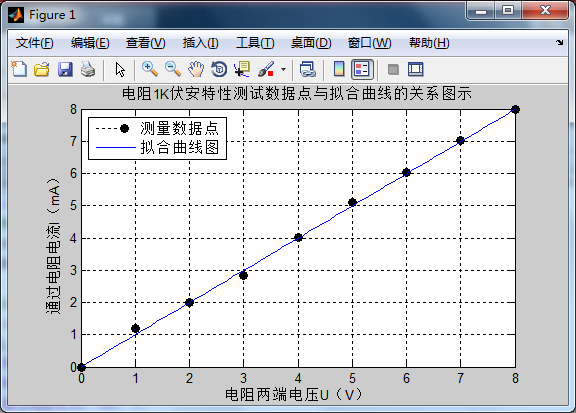 Figure 1
文件(F) 编辑(E) 查看(V) 插入(I) 工具(T) 桌面(D) 窗口(W) 帮助(H)
电阻1K伏安特性测试数据点与拟合曲线的关系图示
测量数据点
拟合曲线图
8
7
6
5
4
3
2
1
0
通过电阻电流I（mA）
0 1 2 3 4 5 6 7 8
电阻两端电压U（V）